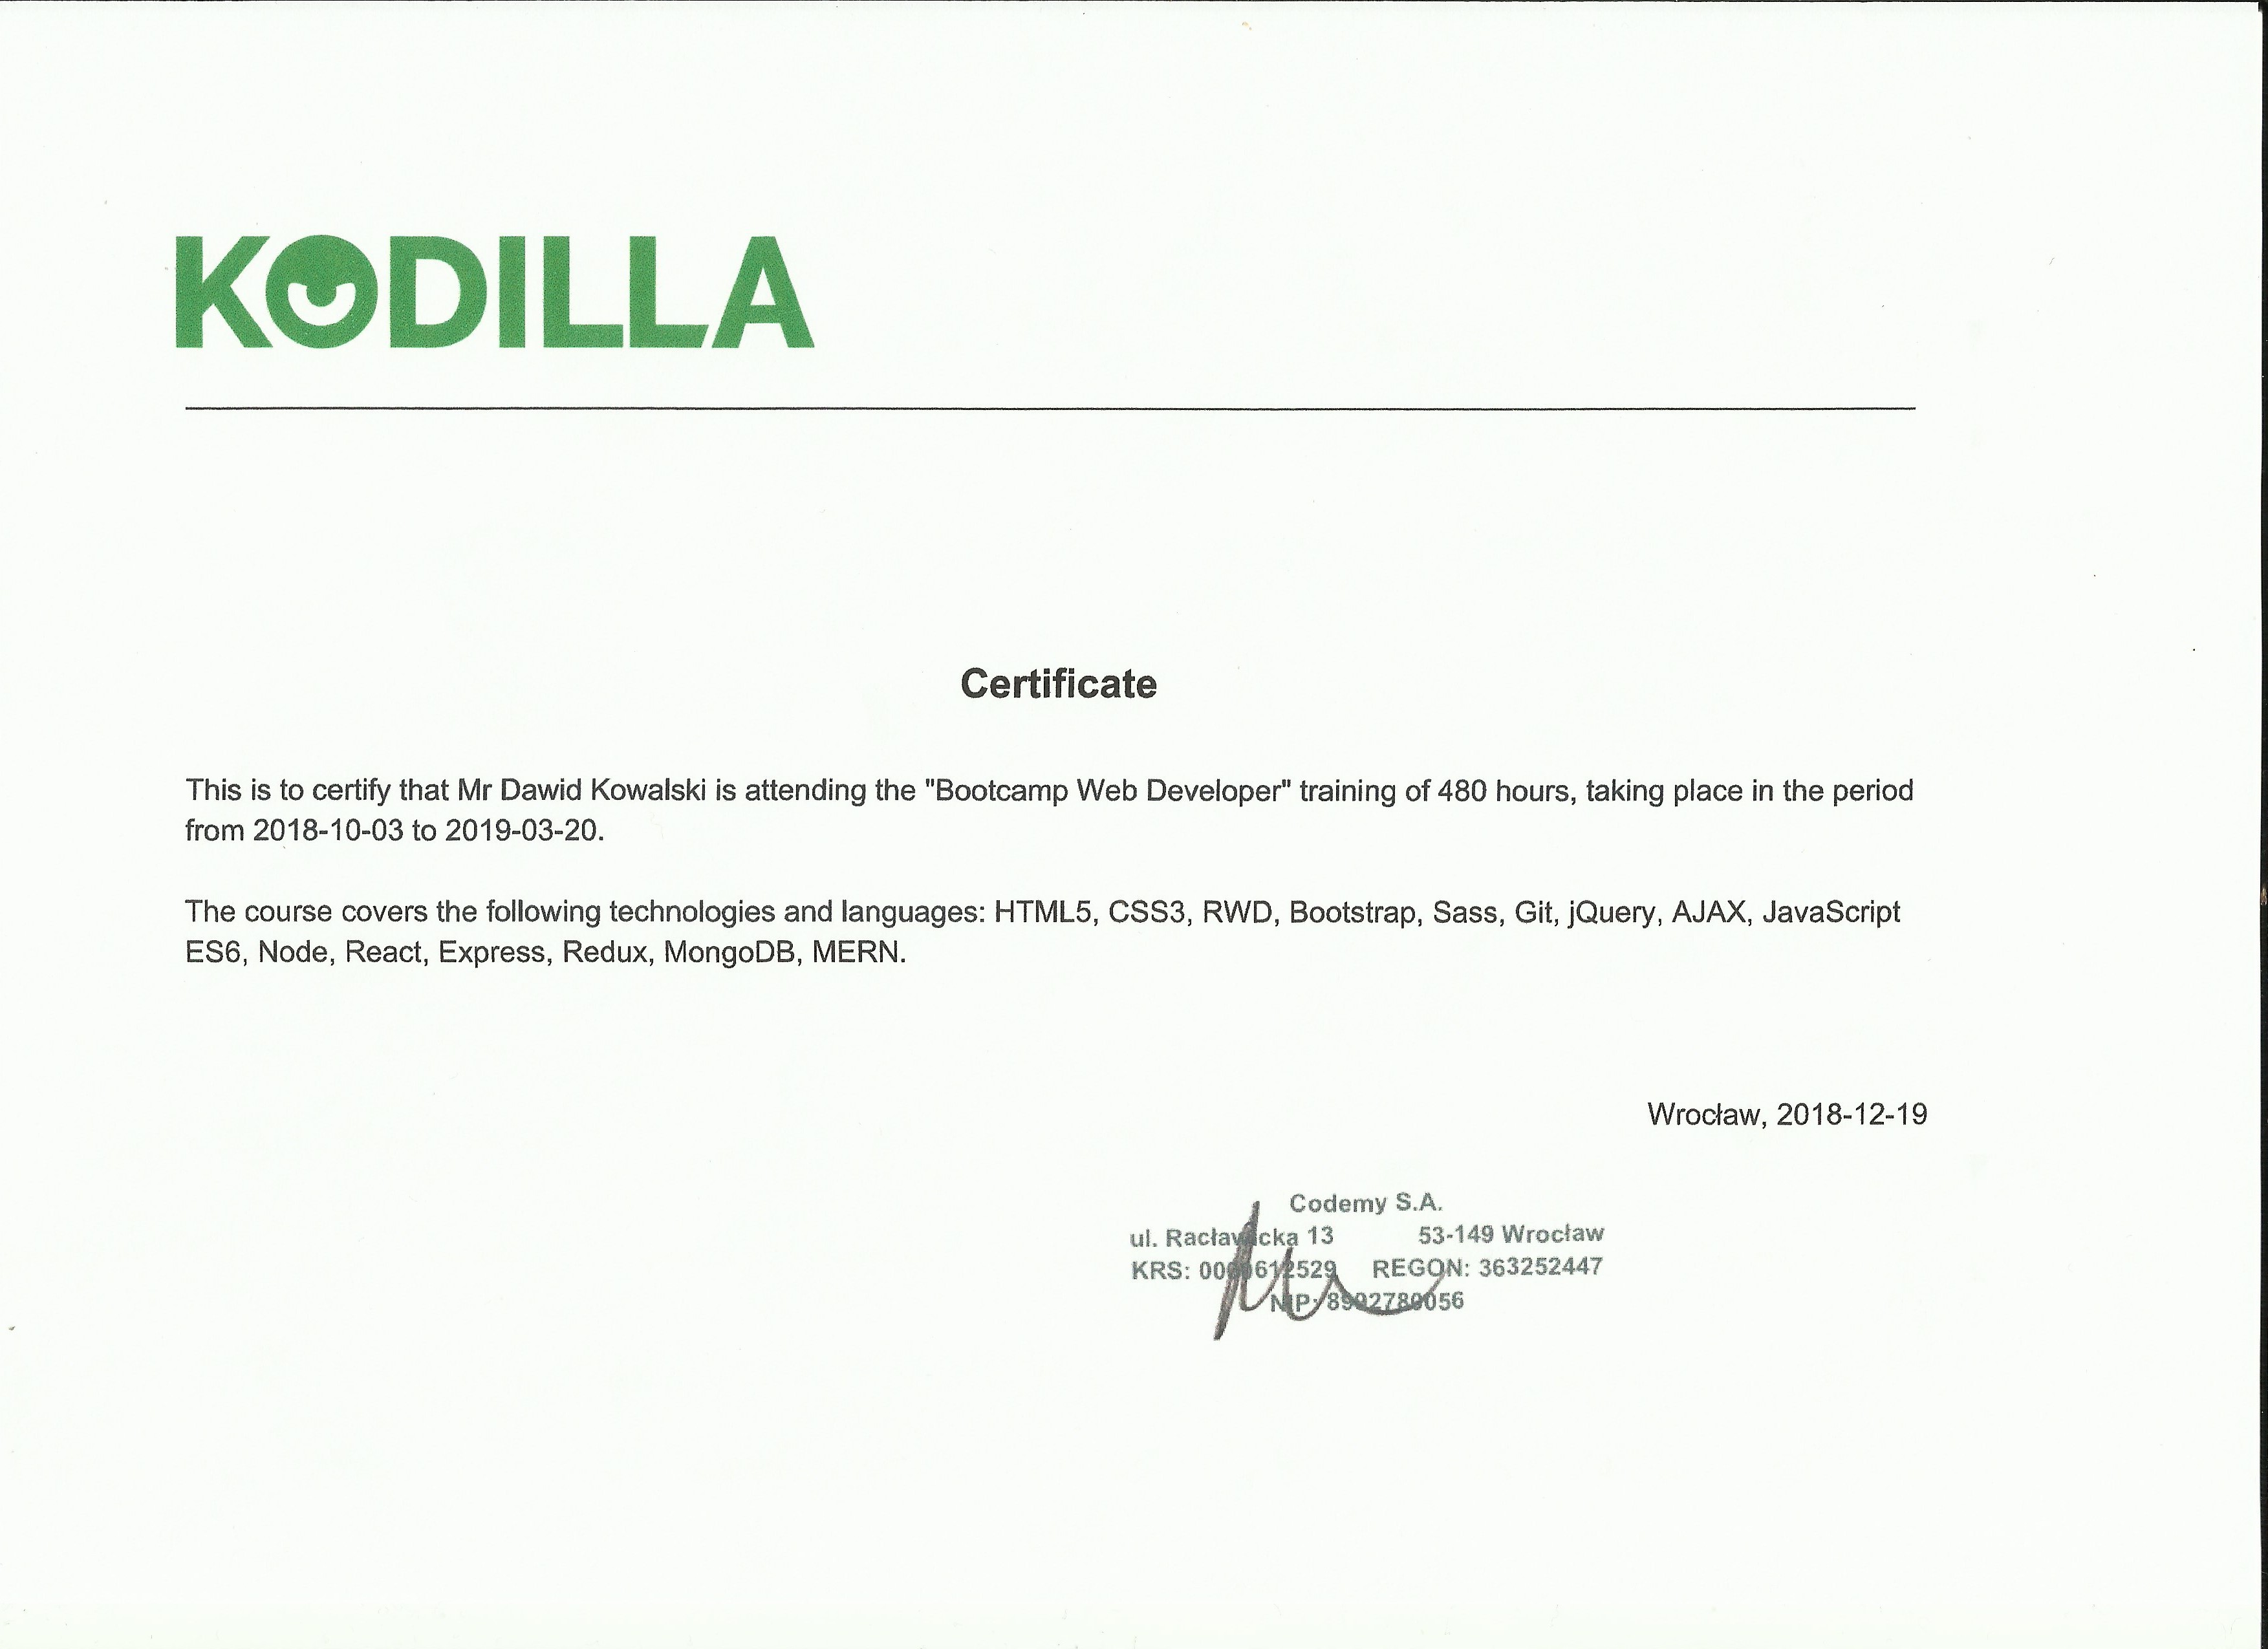 KODILLA
Certificate
This is to certify that Mr Dawid Kowalski is attending the "Bootcamp Web Developer" training of 480 hours, taking place in the period
from 2018-10-03 to 2019-03-20.
The course covers the following technologies and languages: HTML5, CSS3, RWD, Bootstrap, Sass, Git, jQuery, AJAX, JavaScript
ES6, Node, React, Express, Redux, MongoDB, MERN.
Wrocław, 2018-12-19
Codemy S.A.
ul. Racławicka 13 53-149 Wrocław
KRS: 0000612529 REGON: 363252447
NIP: 8992780056